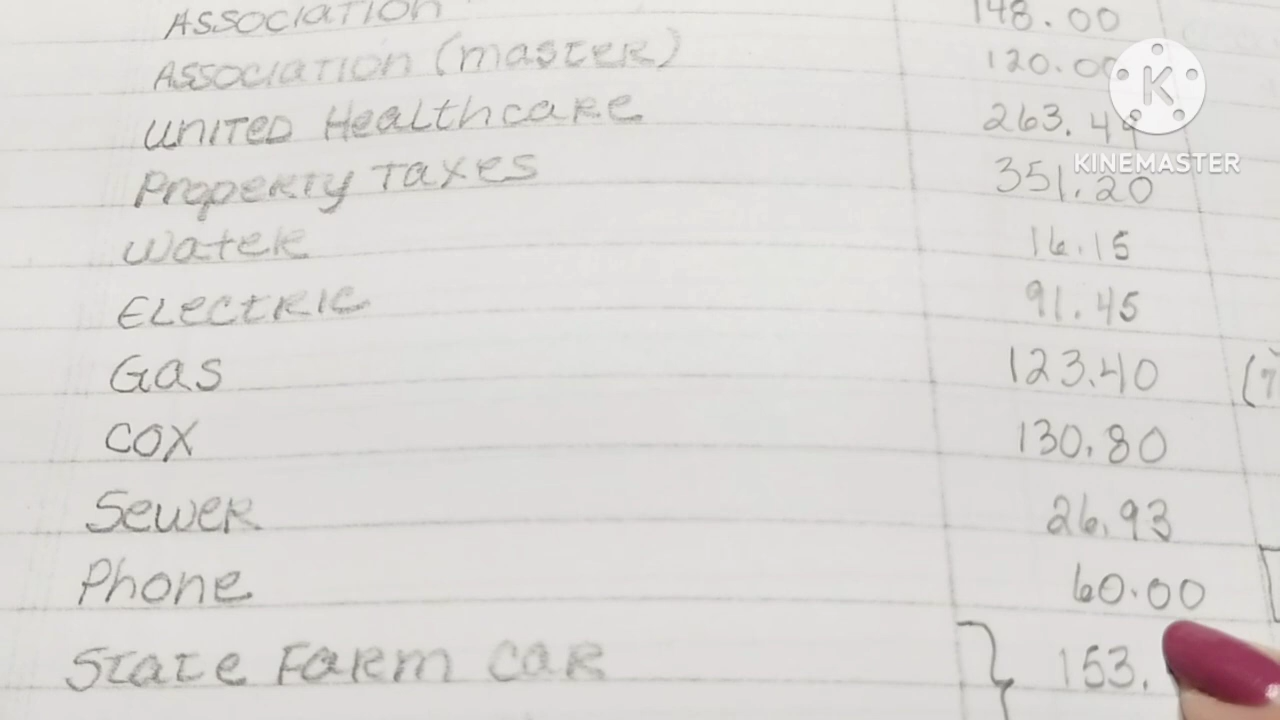 Association 148.00
Association (master) 120.00
United Healthcare 263.44
Property Taxes 351.20
Water 16.15
Electric 91.45
Gas 123.40
COX 130.80
Sewer 26.93
Phone 60.00
State Farm Car 153.
K
KINEMASTER